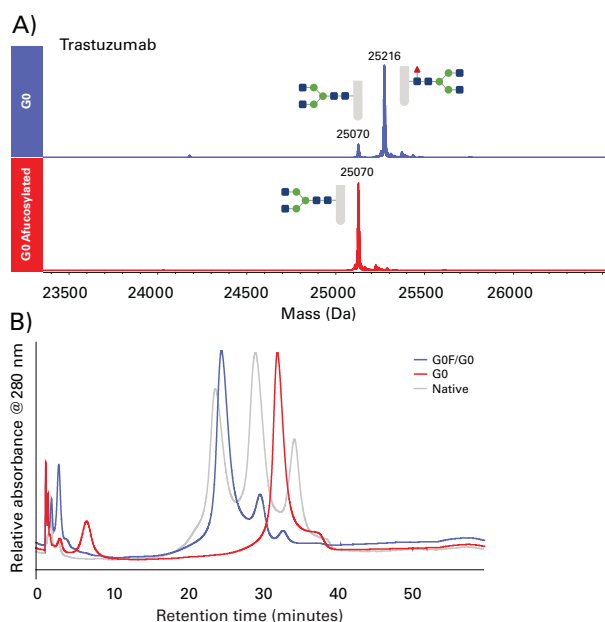 A)
Trastuzumab
G0
25216
25070
G0 Afucosylated
25070
23500 24000 24500 25000 25500 26000
Mass (Da)
B)
Relative absorbance @280 nm
G0F/G0
G0
Native
0 10 20 30 40 50
Retention time (minutes)